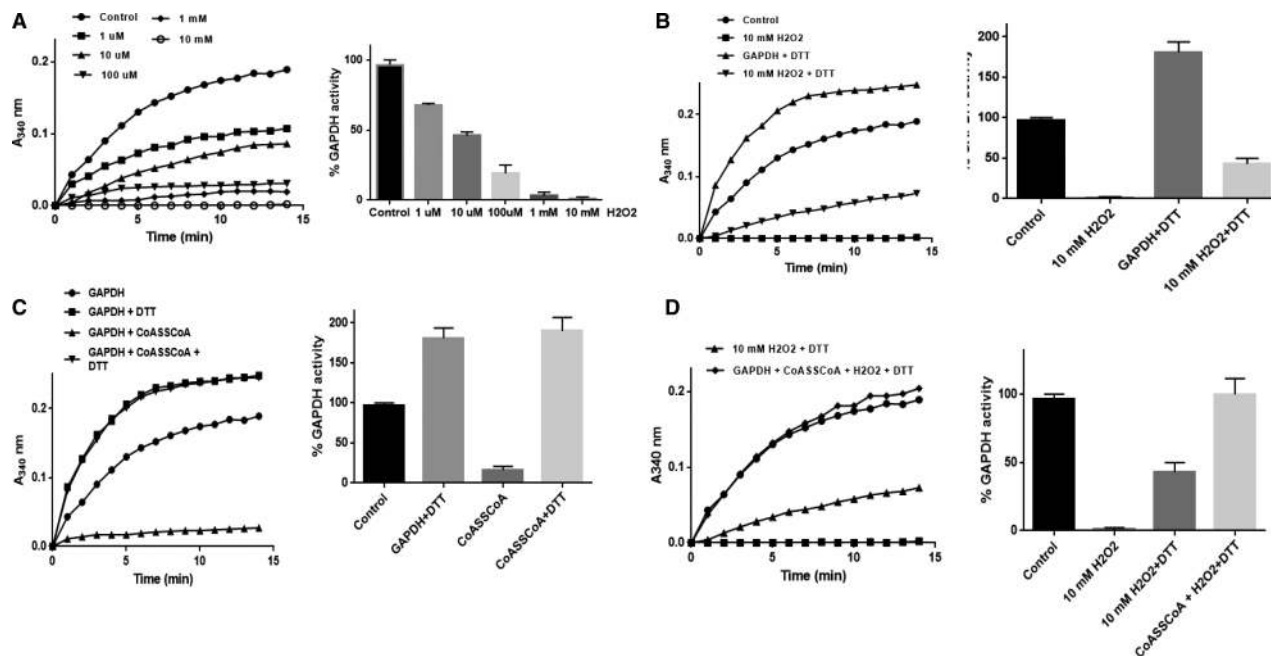 A
Control
1 uM
10 uM
100 uM
1 mM
10 mM
A340 nm
0.2
0.1
0.0
0 5 10 15
Time (min)
% GAPDH activity
100
50
0
Control 1 uM 10 uM 100uM 1 mM 10 mM H2O2
B
Control
10 mM H2O2
GAPDH + DTT
10 mM H2O2 + DTT
A340 nm
0.2
0.1
0.0
0 5 10 15
Time (min)
200
150
100
50
0
Control
10 mM H2O2
GAPDH+DTT
10 mM H2O2+DTT
C
GAPDH
GAPDH + DTT
GAPDH + CoASSCoA
GAPDH + CoASSCoA +
DTT
A340 nm
0.2
0.1
0.0
0 5 10 15
Time (min)
% GAPDH activity
200
150
100
50
0
Control
GAPDH+DTT
CoASSCoA
CoASSCoA+DTT
D
10 mM H2O2 + DTT
GAPDH + CoASSCoA + H2O2 + DTT
A340 nm
0.2
0.1
0.0
0 5 10 15
Time (min)
% GAPDH activity
100
50
0
Control
10 mM H2O2
10 mM H2O2+DTT
CoASSCoA + H2O2+DTT